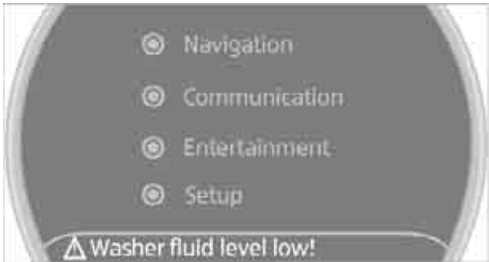 Navigation
Communication
Entertainment
Setup
Washer fluid level low!